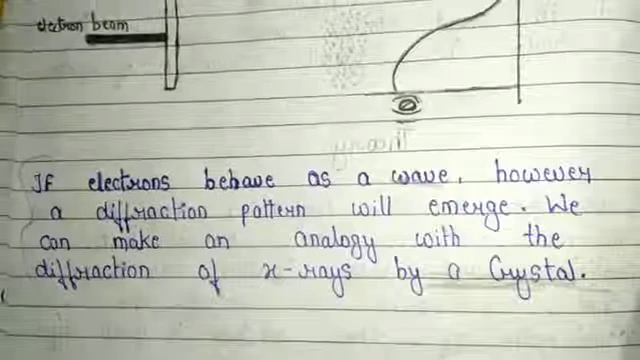 electron beam
If electrons behave as a wave, however
a diffraction pattern will emerge. We
can make an analogy with the
diffraction of x-rays by a Crystal.